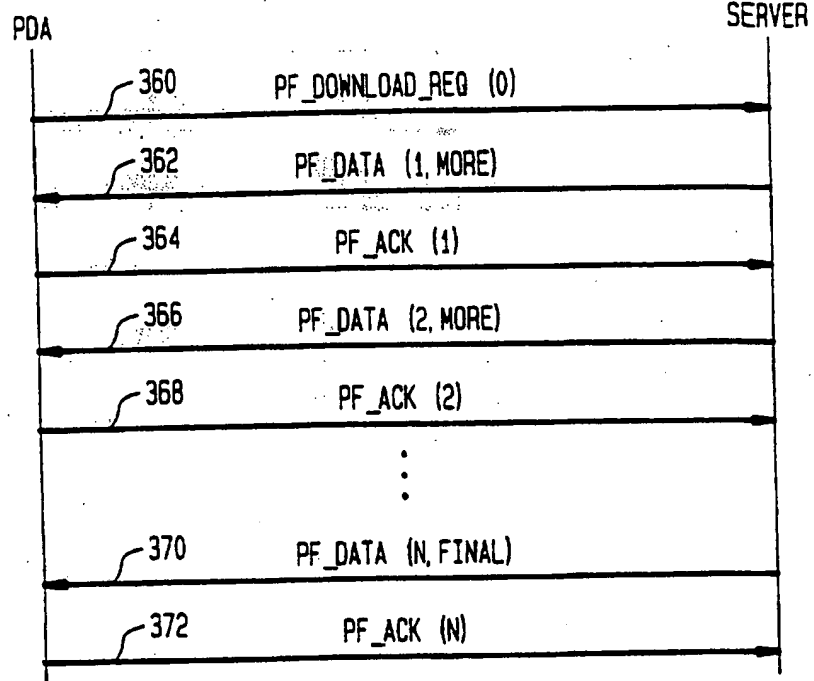 PDA
SERVER
360 PF_DOWNLOAD_REQ (0)
362 PF_DATA (1, MORE)
364 PF_ACK (1)
366 PF_DATA (2, MORE)
368 PF_ACK (2)
370 PF_DATA (N, FINAL)
372 PF_ACK (N)